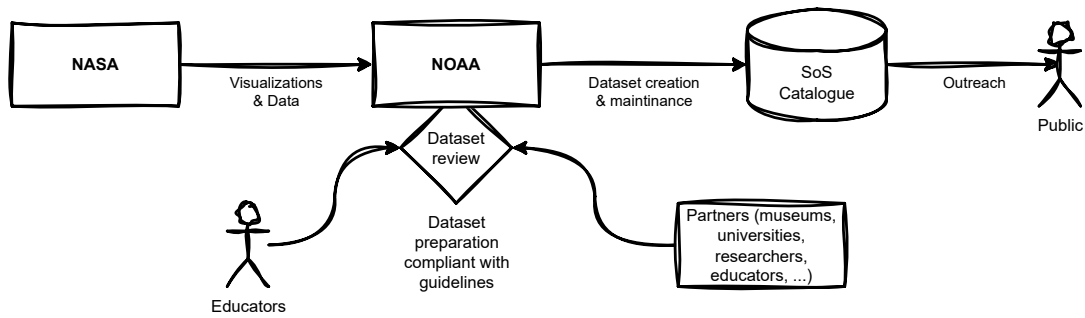 NASA
Visualizations
& Data
NOAA
Dataset creation
& maintinance
SoS
Catalogue
Outreach
Public
Dataset
review
Dataset
preparation
compliant with
guidelines
Educators
Partners (museums,
universities,
researchers,
educators, ...)